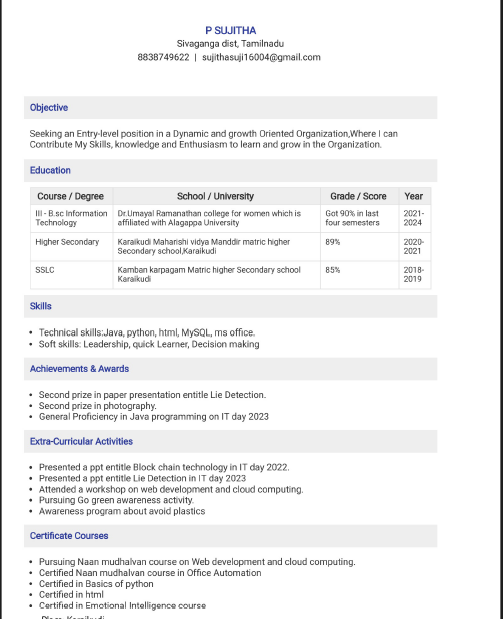 P SUJITHA
Sivaganga dist, Tamilnadu
8838749622 | sujithasuji16004@gmail.com
Objective
Seeking an Entry-level position in a Dynamic and growth Oriented Organization,Where I can
Contribute My Skills, knowledge and Enthusiasm to learn and grow in the Organization.
Education
Course / Degree School / University Grade / Score Year
III - B.sc Information Dr.Umayal Ramanathan college for women which is Got 90% in last 2021-
Technology affiliated with Alagappa University four semesters 2024
Higher Secondary Karaikudi Maharishi vidya Manddir matric higher 89% 2020-
Secondary school,Karaikudi 2021
SSLC Kamban karpagam Matric higher Secondary school 85% 2018-
Karaikudi 2019
Skills
• Technical skills:Java, python, html, MySQL, ms office.
• Soft skills: Leadership, quick Learner, Decision making
Achievements & Awards
• Second prize in paper presentation entitle Lie Detection.
• Second prize in photography.
• General Proficiency in Java programming on IT day 2023
Extra-Curricular Activities
• Presented a ppt entitle Block chain technology in IT day 2022.
• Presented a ppt entitle Lie Detection in IT day 2023
• Attended a workshop on web development and cloud computing.
• Pursuing Go green awareness activity.
• Awareness program about avoid plastics
Certificate Courses
• Pursuing Naan mudhalvan course on Web development and cloud computing.
• Certified Naan mudhalvan course in Office Automation
• Certified in Basics of python
• Certified in html
• Certified in Emotional Intelligence course